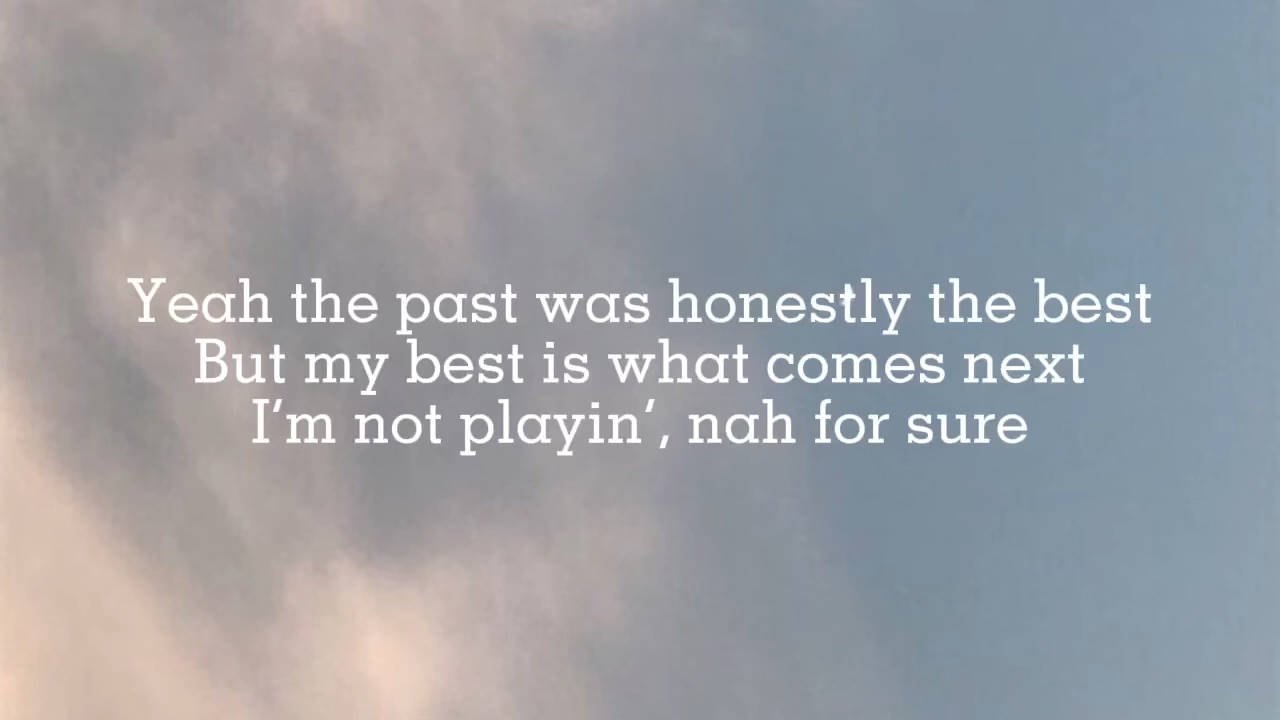 Yeah the past was honestly the best
But my best is what comes next
I’m not playin’, nah for sure